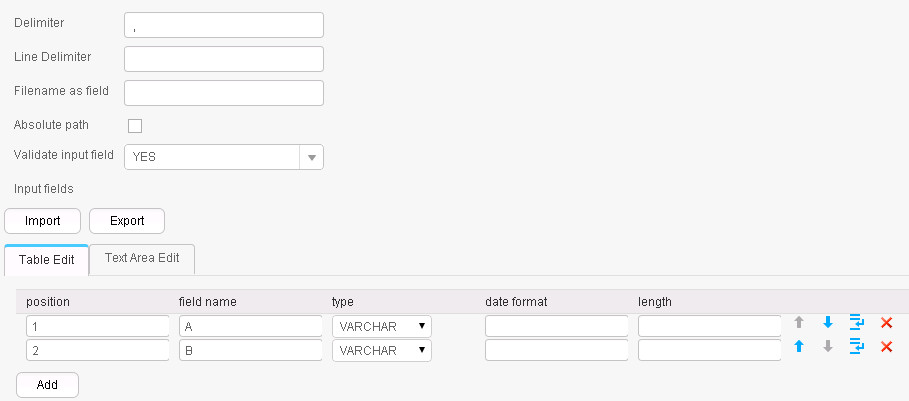 Delimiter ,
Line Delimiter
Filename as field
Absolute path
Validate input field YES
Input fields
Import Export
Table Edit Text Area Edit
position field name type date format length
1 A VARCHAR
2 B VARCHAR
Add